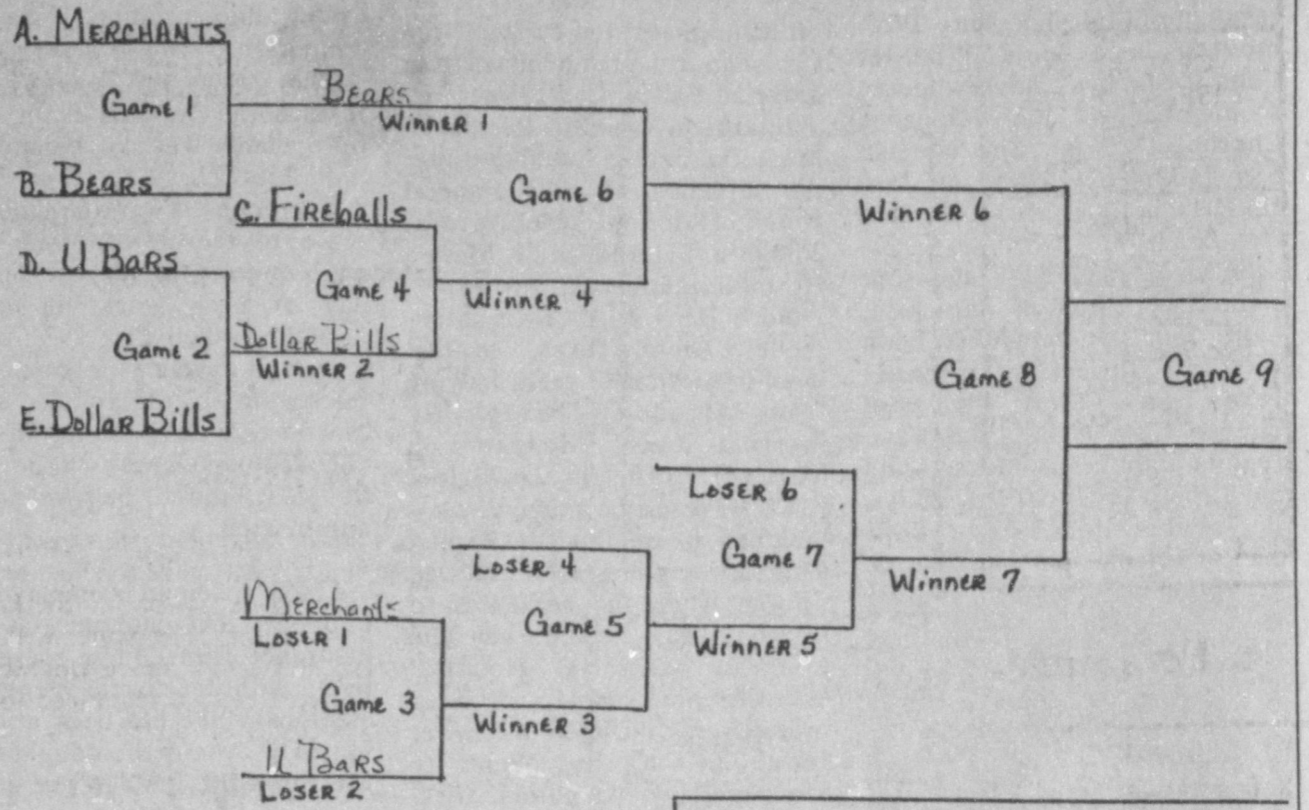 A. MERCHANTS
Game 1
Bears
Winner 1
B. Bears
C. Fireballs
Game 6
Winner 6
D. U Bars
Game 4
Winner 4
Game 2
Dollar Bills
Winner 2
E. Dollar Bills
Game 8
Game 9
Loser 6
Loser 4
Game 7
Winner 7
Merchants
Loser 1
Game 5
Winner 5
Game 3
Winner 3
U Bars
Loser 2